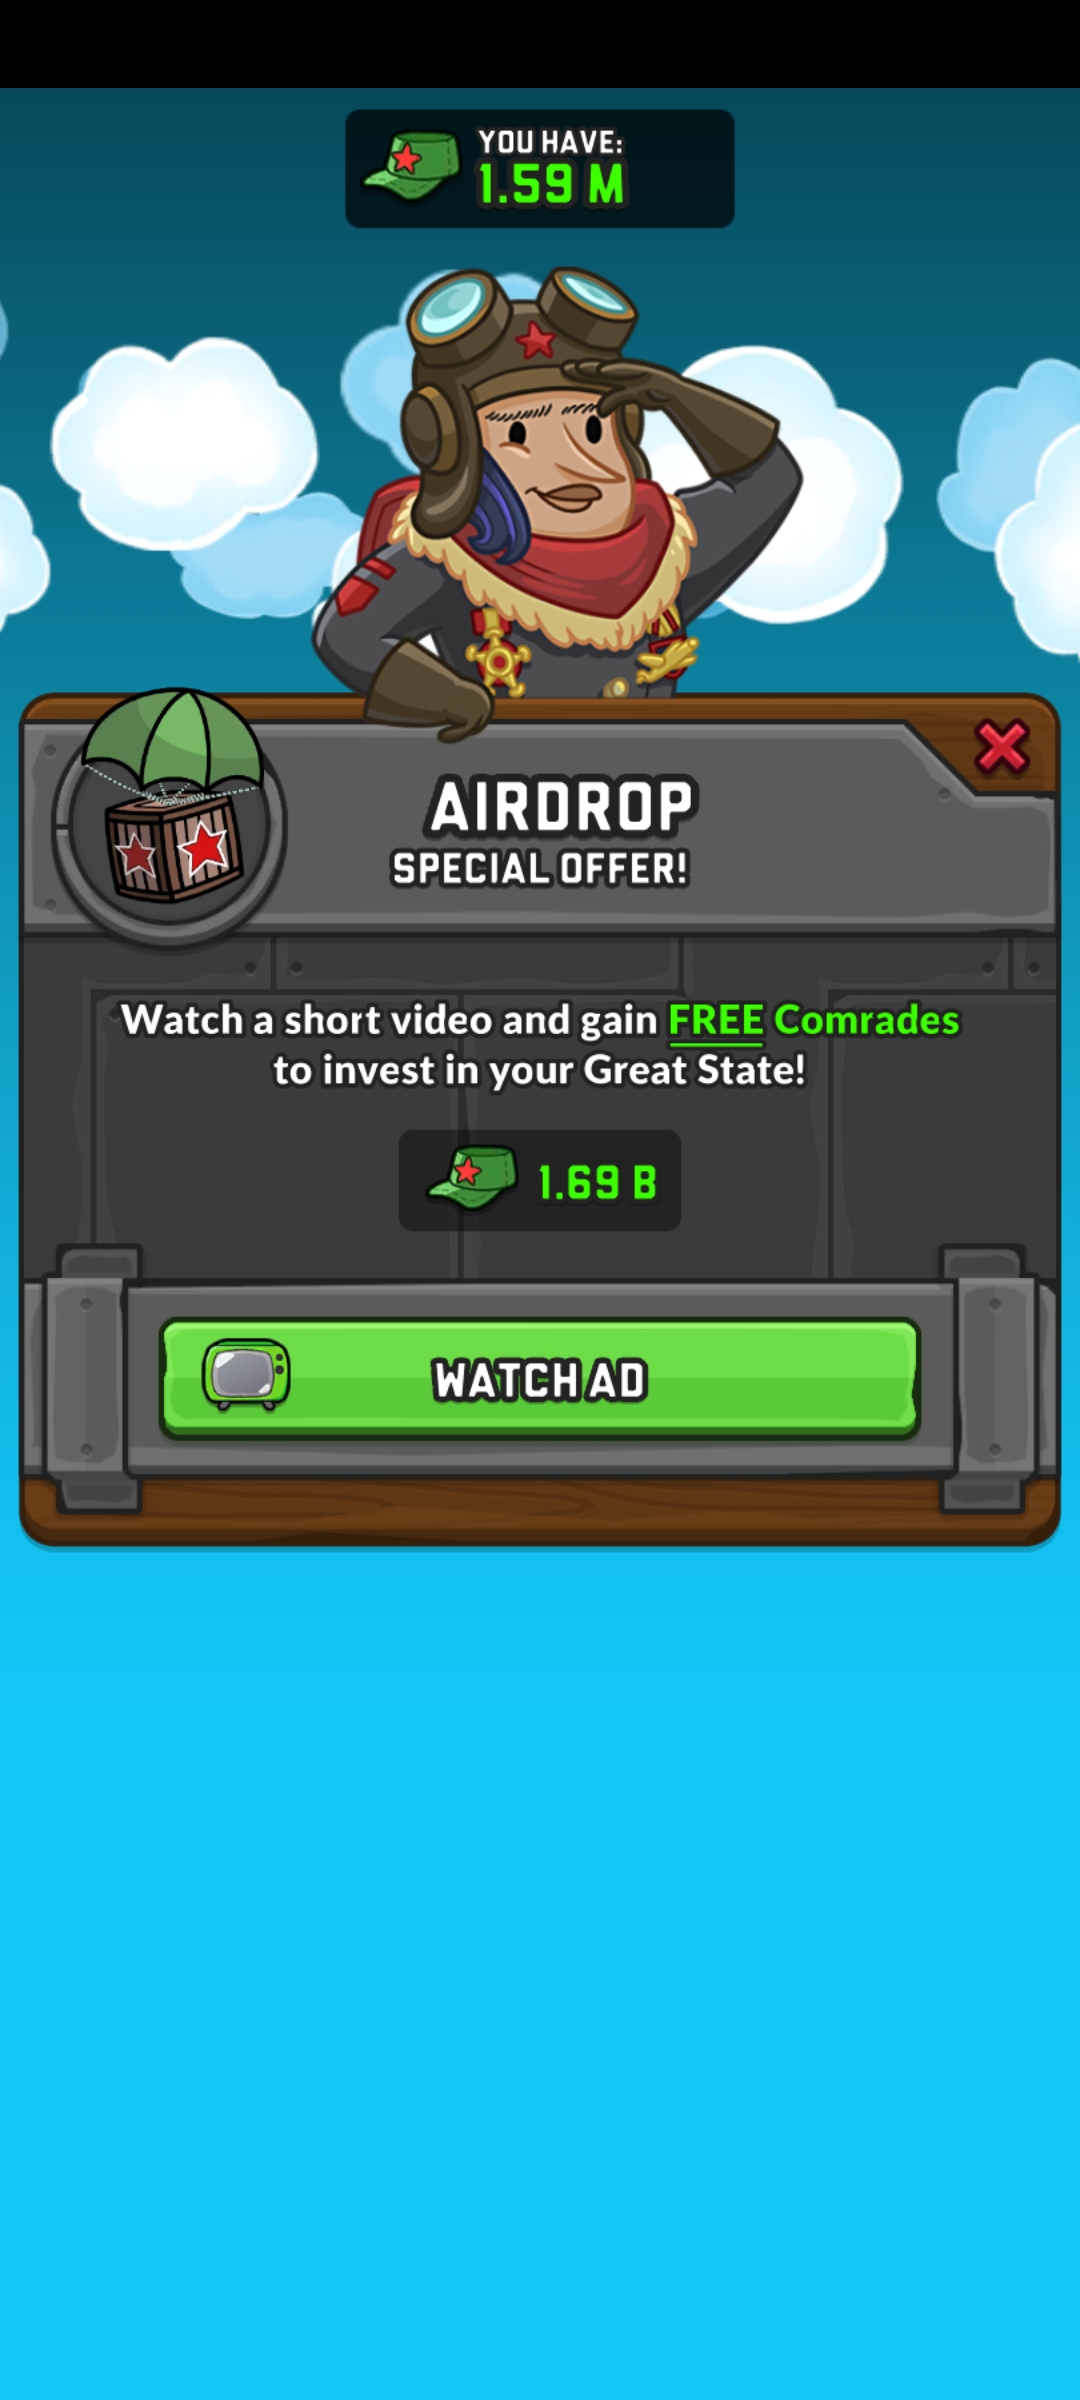 YOU HAVE:
1.59 M
AIRDROP
SPECIAL OFFER!
Watch a short video and gain FREE Comrades
to invest in your Great State!
1.69 B
WATCH AD